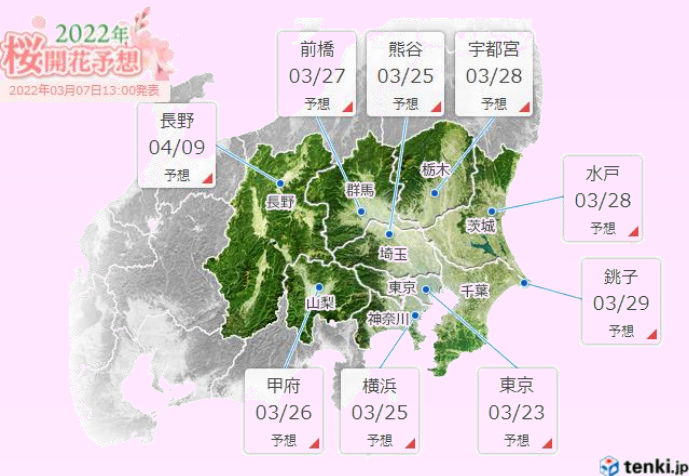 2022年
桜開花予想
2022年03月07日13:00発表
前橋
03/27
予想
熊谷
03/25
予想
宇都宮
03/28
予想
長野
04/09
予想
水戸
03/28
予想
銚子
03/29
予想
甲府
03/26
予想
横浜
03/25
予想
東京
03/23
予想
栃木
群馬
長野
茨城
埼玉
東京
千葉
山梨
神奈川
tenki.jp